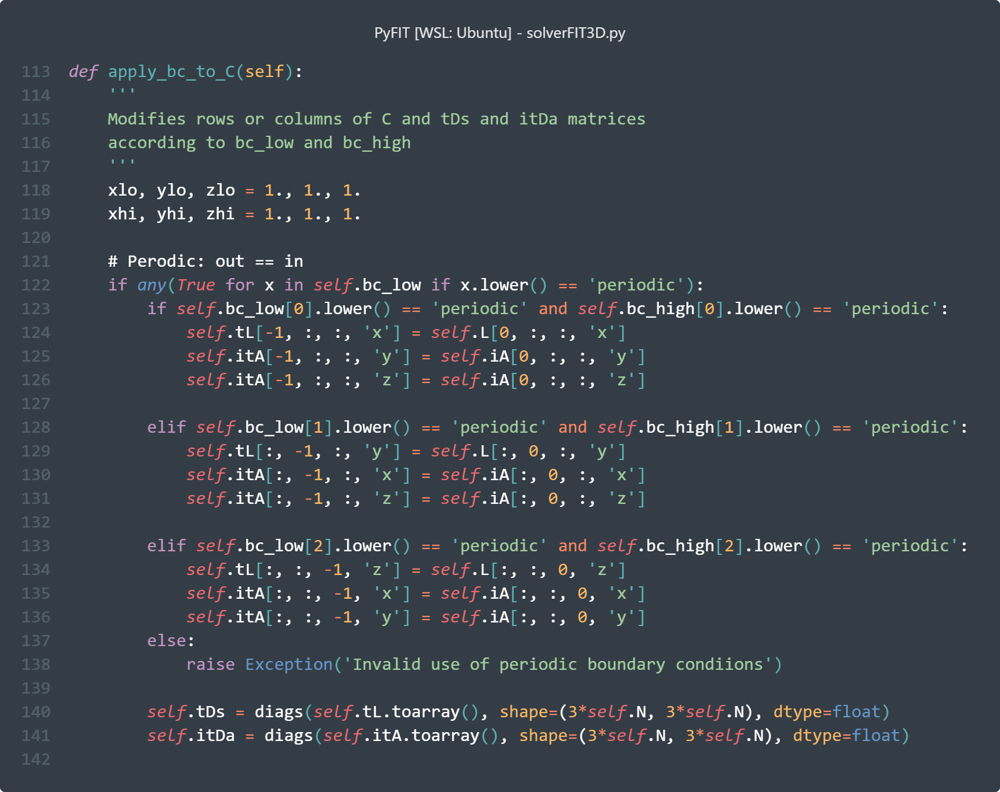 PyFIT [WSL: Ubuntu] - solverFIT3D.py
113 def apply_bc_to_C(self):
114     '''
115     Modifies rows or columns of C and tDs and itDa matrices
116     according to bc_low and bc_high
117     '''
118     xlo, ylo, zlo = 1., 1., 1.
119     xhi, yhi, zhi = 1., 1., 1.
120
121     # Perodic: out == in
122     if any(True for x in self.bc_low if x.lower() == 'periodic'):
123         if self.bc_low[0].lower() == 'periodic' and self.bc_high[0].lower() == 'periodic':
124             self.tL[-1, :, :, 'x'] = self.L[0, :, :, 'x']
125             self.itA[-1, :, :, 'y'] = self.iA[0, :, :, 'y']
126             self.itA[-1, :, :, 'z'] = self.iA[0, :, :, 'z']
127
128         elif self.bc_low[1].lower() == 'periodic' and self.bc_high[1].lower() == 'periodic':
129             self.tL[:, -1, :, 'y'] = self.L[:, 0, :, 'y']
130             self.itA[:, -1, :, 'x'] = self.iA[:, 0, :, 'x']
131             self.itA[:, -1, :, 'z'] = self.iA[:, 0, :, 'z']
132
133         elif self.bc_low[2].lower() == 'periodic' and self.bc_high[2].lower() == 'periodic':
134             self.tL[:, :, -1, 'z'] = self.L[:, :, 0, 'z']
135             self.itA[:, :, -1, 'x'] = self.iA[:, :, 0, 'x']
136             self.itA[:, :, -1, 'y'] = self.iA[:, :, 0, 'y']
137         else:
138             raise Exception('Invalid use of periodic boundary condiions')
139
140         self.tDs = diags(self.tL.toarray(), shape=(3*self.N, 3*self.N), dtype=float)
141         self.itDa = diags(self.itA.toarray(), shape=(3*self.N, 3*self.N), dtype=float)
142